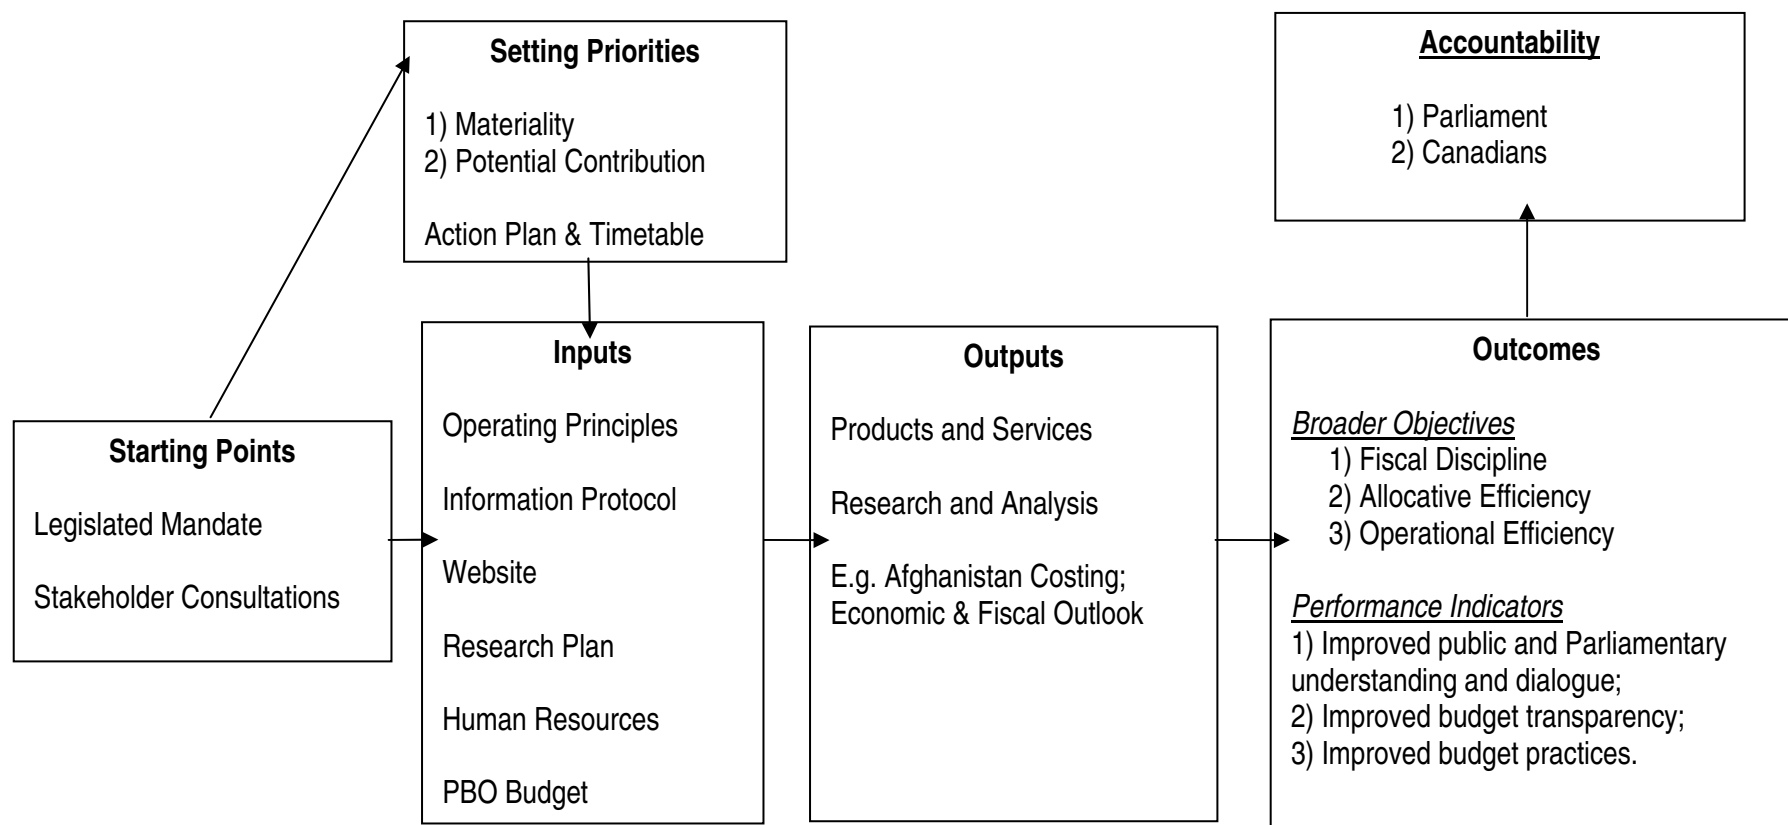 Setting Priorities
1) Materiality
2) Potential Contribution
Action Plan & Timetable
Accountability
1) Parliament
2) Canadians
Starting Points
Legislated Mandate
Stakeholder Consultations
Inputs
Operating Principles
Information Protocol
Website
Research Plan
Human Resources
PBO Budget
Outputs
Products and Services
Research and Analysis
E.g. Afghanistan Costing;
Economic & Fiscal Outlook
Outcomes
Broader Objectives
1) Fiscal Discipline
2) Allocative Efficiency
3) Operational Efficiency
Performance Indicators
1) Improved public and Parliamentary
understanding and dialogue;
2) Improved budget transparency;
3) Improved budget practices.